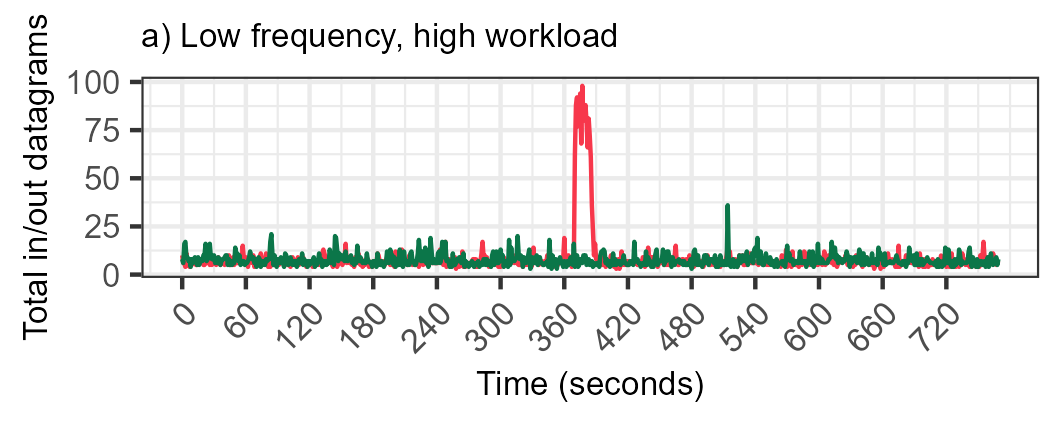 a) Low frequency, high workload
Total in/out datagrams
100
75
50
25
0
0 60 120 180 240 300 360 420 480 540 600 660 720
Time (seconds)